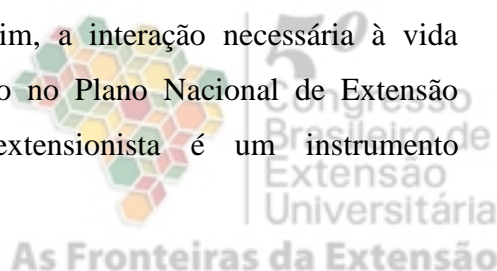 im, a interação necessária à vida
o no Plano Nacional de Extensão
extensionista é um instrumento
5º
Congresso
Brasileiro de
Extensão
Universitária
As Fronteiras da Extensão